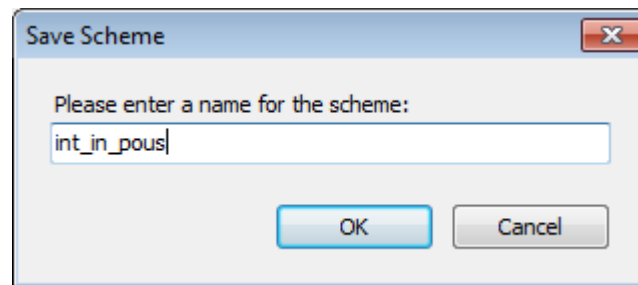 Save Scheme
Please enter a name for the scheme:
int_in_pous
OK Cancel